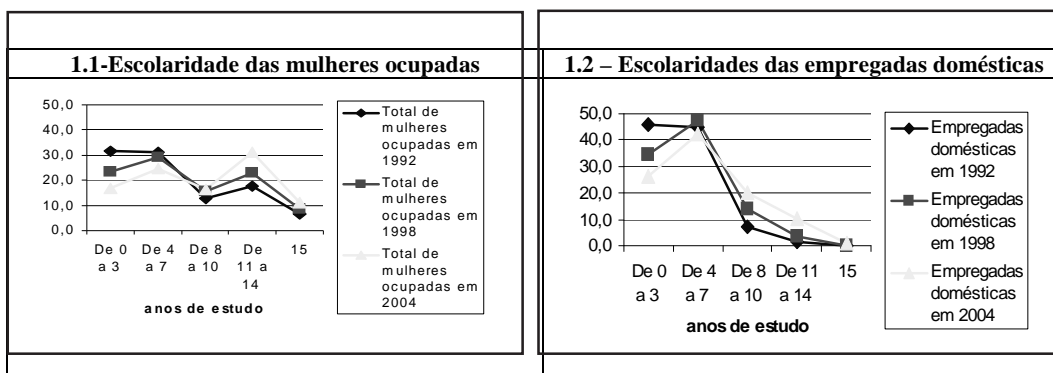 1.1-Escolaridade das mulheres ocupadas
50,0
40,0
30,0
20,0
10,0
0,0
De 0
a 3
De 4
a 7
De 8
a 10
De
11 a
14
15
anos de estudo
Total de
mulheres
ocupadas em
1992
Total de
mulheres
ocupadas em
1998
Total de
mulheres
ocupadas em
2004
1.2 – Escolaridades das empregadas domésticas
50,0
40,0
30,0
20,0
10,0
0,0
De 0
a 3
De 4
a 7
De 8
a 10
De 11
a 14
15
anos de estudo
Empregadas
domésticas
em 1992
Empregadas
domésticas
em 1998
Empregadas
domésticas
em 2004